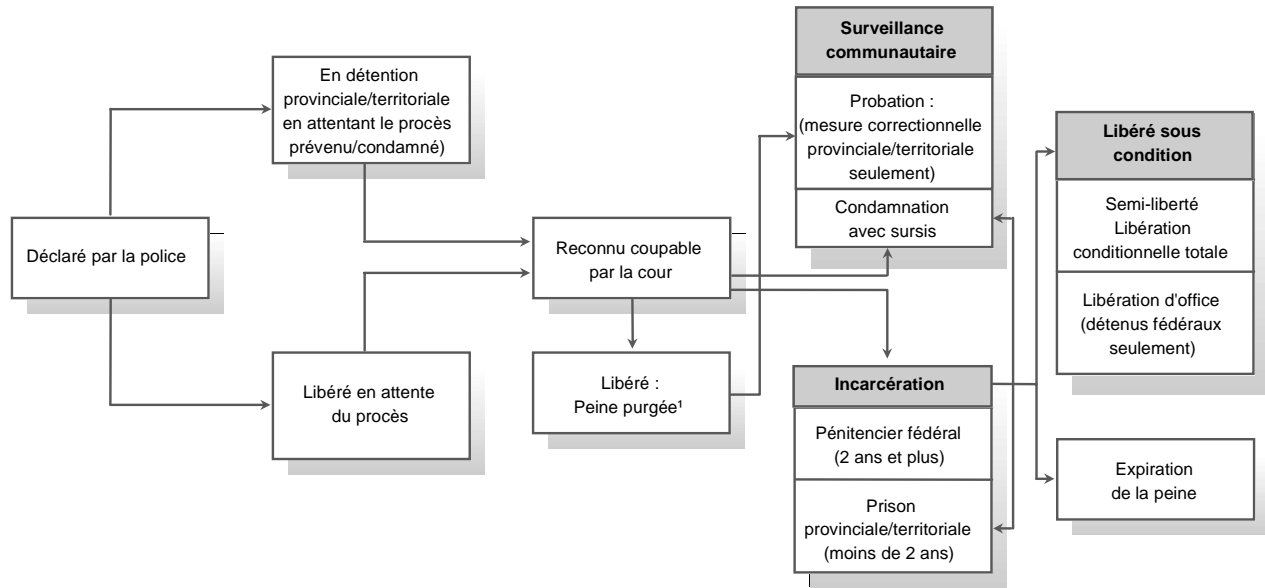 Surveillance
communautaire
En détention
provinciale/territoriale
en attentant le procès
prévenu/condamné)
Probation :
(mesure correctionnelle
provinciale/territoriale
seulement)
Condamnation
avec sursis
Libéré sous
condition
Semi-liberté
Libération
conditionnelle totale
Libération d'office
(détenus fédéraux
seulement)
Déclaré par la police
Reconnu coupable
par la cour
Libéré en attente
du procès
Libéré :
Peine purgée¹
Incarcération
Pénitencier fédéral
(2 ans et plus)
Prison
provinciale/territoriale
(moins de 2 ans)
Expiration
de la peine